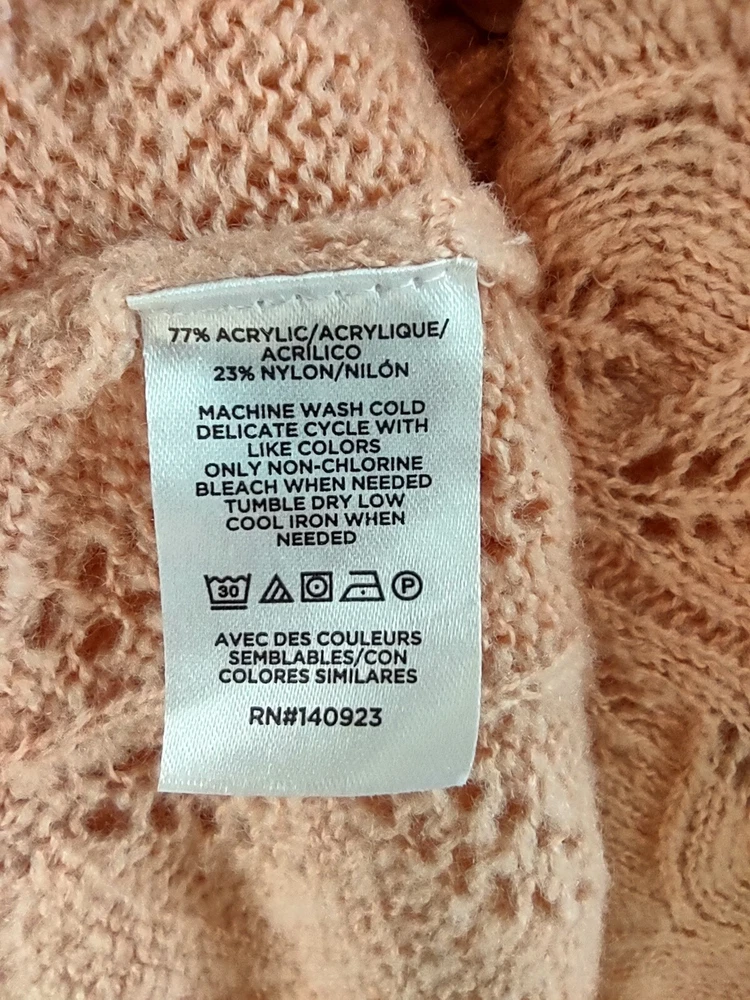 77% ACRYLIC/ACRYLIQUE/
ACRÍLICO
23% NYLON/NILÓN
MACHINE WASH COLD
DELICATE CYCLE WITH
LIKE COLORS
ONLY NON-CHLORINE
BLEACH WHEN NEEDED
TUMBLE DRY LOW
COOL IRON WHEN
NEEDED
30 P
AVEC DES COULEURS
SEMBLABLES/CON
COLORES SIMILARES
RN#140923